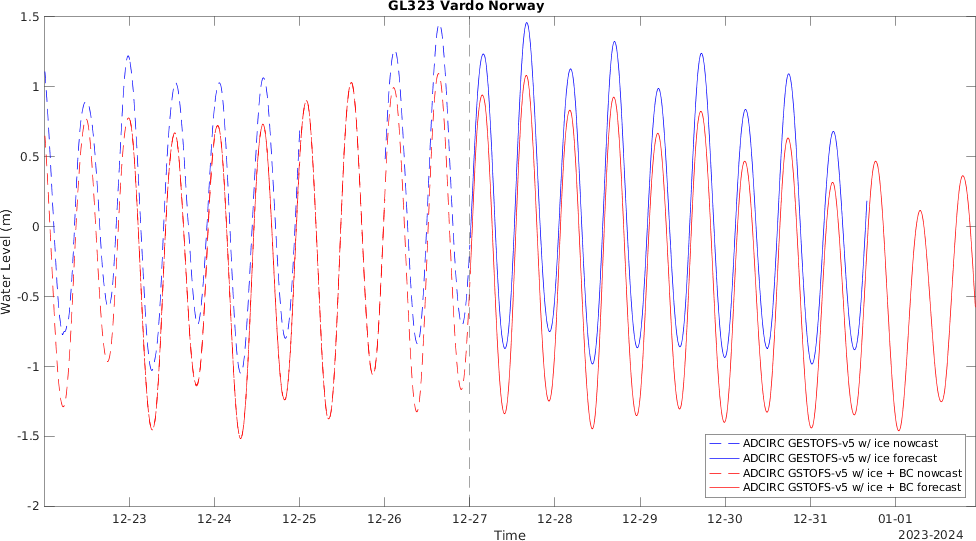 GL323 Vardo Norway
1.5
1
0.5
0
-0.5
-1
-1.5
-2
Water Level (m)
12-23
12-24
12-25
12-26
12-27
12-28
12-29
12-30
12-31
01-01
Time
2023-2024
ADCIRC GESTOFS-v5 w/ ice nowcast
ADCIRC GESTOFS-v5 w/ ice forecast
ADCIRC GSTOFS-v5 w/ ice + BC nowcast
ADCIRC GSTOFS-v5 w/ ice + BC forecast